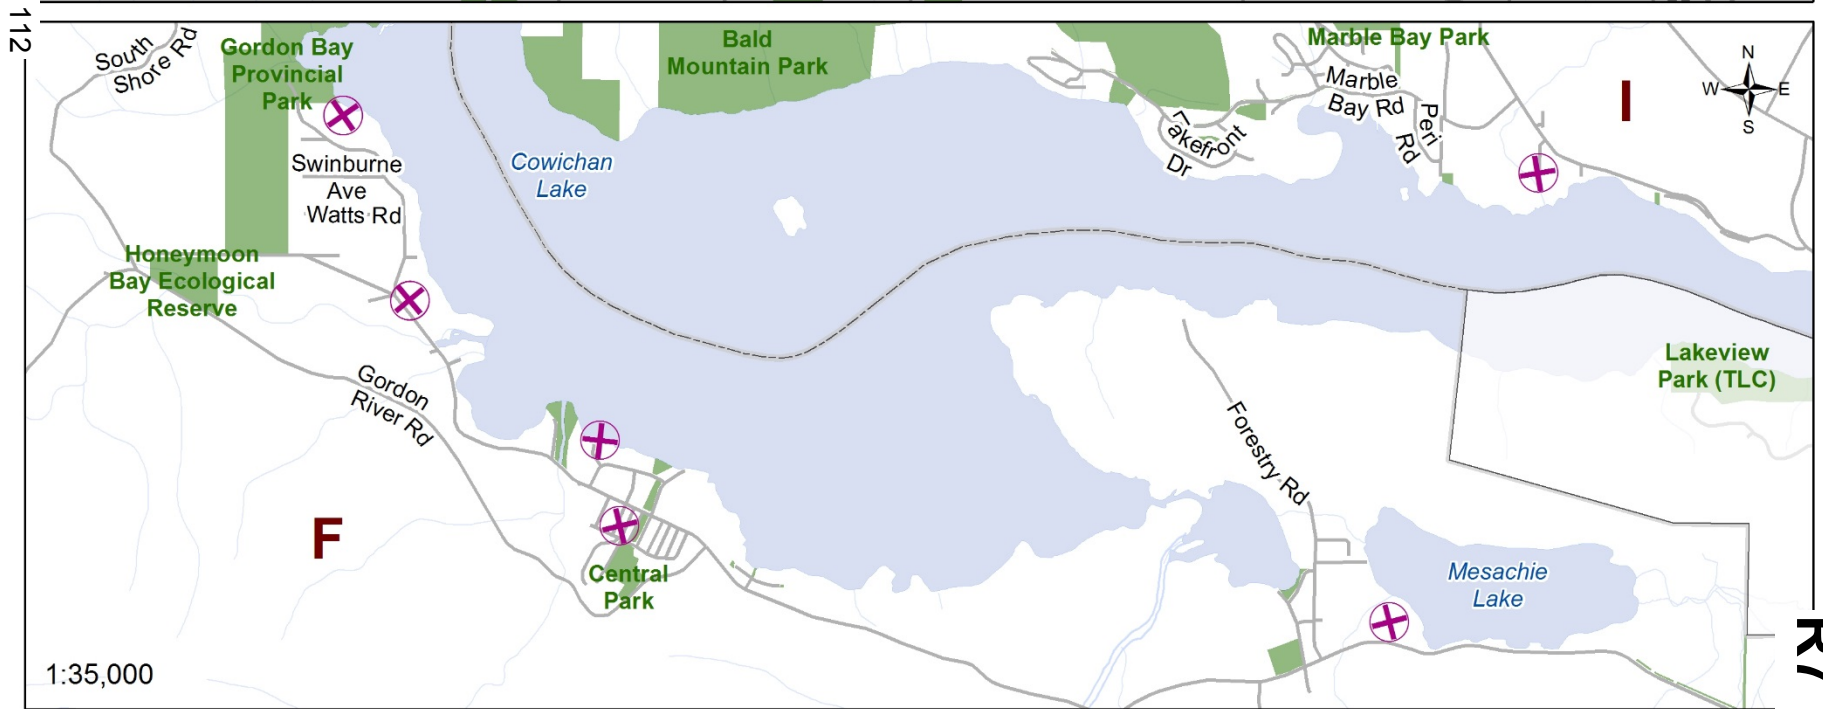 112
South
Shore Rd
Gordon Bay
Provincial
Park
Bald
Mountain Park
Marble Bay Park
Marble
Bay Rd
Peri
Rd
I
N
W
E
S
Lakefront
Dr
Cowichan
Lake
Swinburne
Ave
Watts Rd
Honeymoon
Bay Ecological
Reserve
Gordon
River Rd
Lakeview
Park (TLC)
Forestry Rd
F
Central
Park
Mesachie
Lake
1:35,000